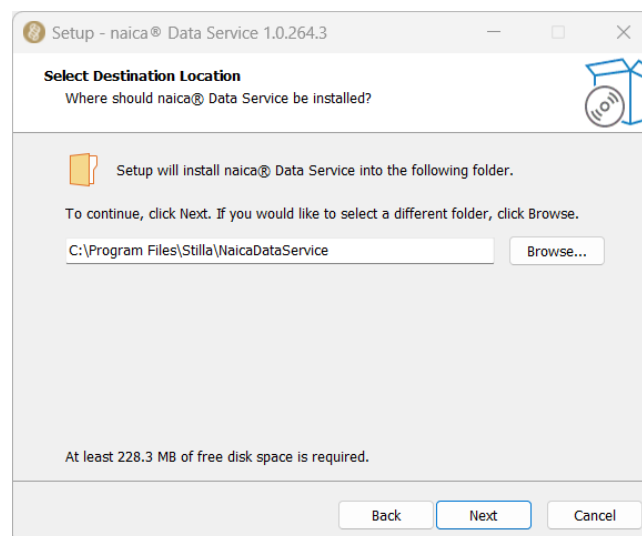 Setup - naica® Data Service 1.0.264.3
Select Destination Location
Where should naica® Data Service be installed?
Setup will install naica® Data Service into the following folder.
To continue, click Next. If you would like to select a different folder, click Browse.
C:\Program Files\Stilla\NaicaDataService
Browse...
At least 228.3 MB of free disk space is required.
Back
Next
Cancel